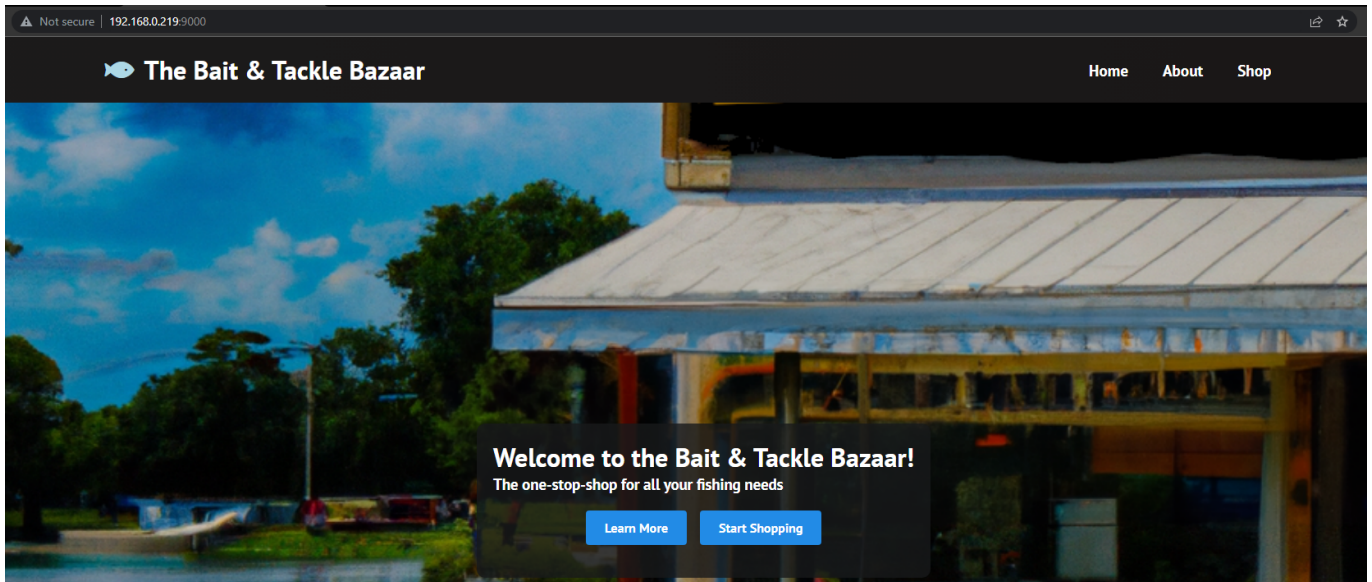 Not secure 192.168.0.219:9000
The Bait & Tackle Bazaar
Home About Shop
Welcome to the Bait & Tackle Bazaar!
The one-stop-shop for all your fishing needs
Learn More Start Shopping